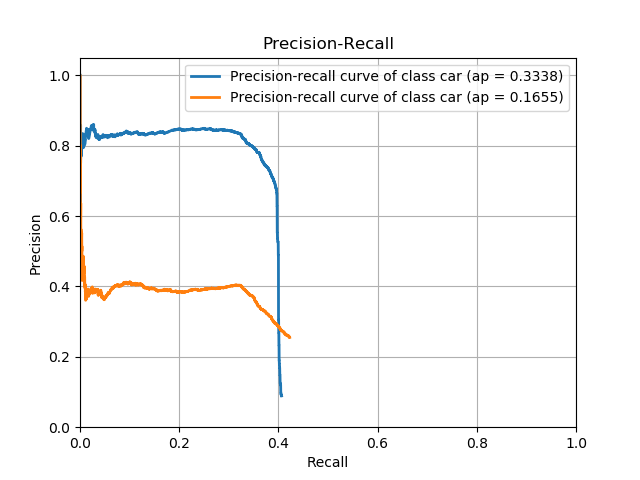 Precision-Recall
Precision-recall curve of class car (ap = 0.3338)
Precision-recall curve of class car (ap = 0.1655)
1.0
0.8
0.6
0.4
0.2
0.0
Precision
0.0 0.2 0.4 0.6 0.8 1.0
Recall